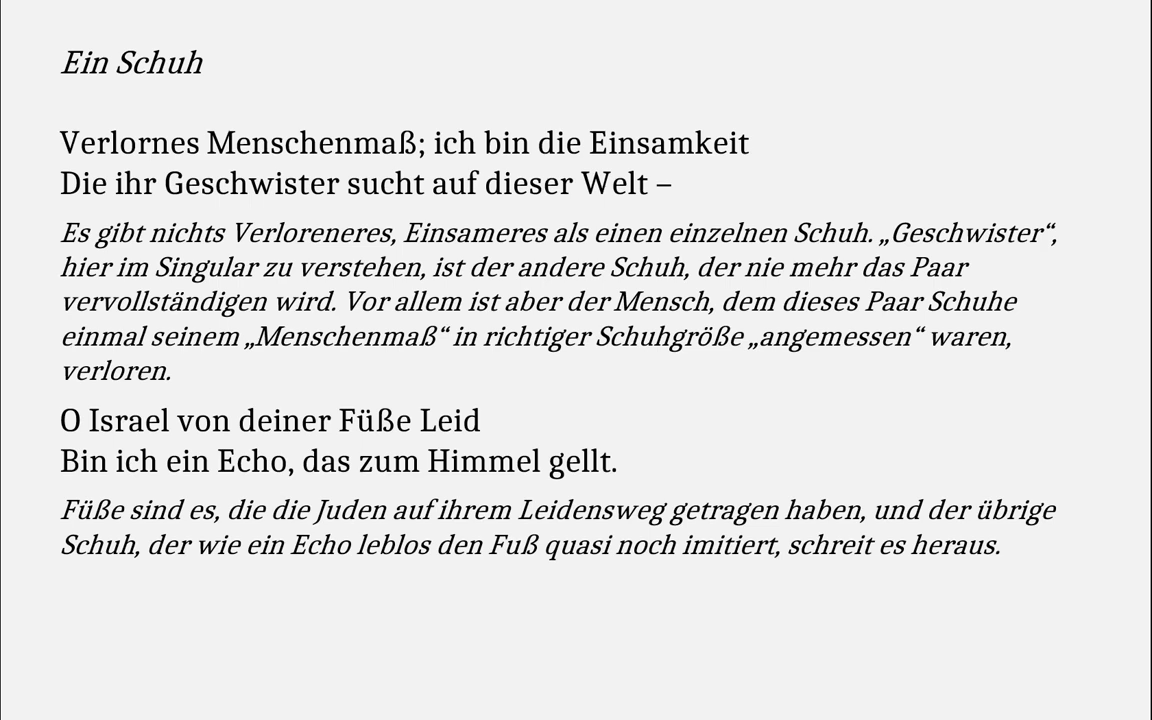 Ein Schuh
Verlornes Menschenmaß; ich bin die Einsamkeit
Die ihr Geschwister sucht auf dieser Welt –
Es gibt nichts Verloreneres, Einsameres als einen einzelnen Schuh. „Geschwister“,
hier im Singular zu verstehen, ist der andere Schuh, der nie mehr das Paar
vervollständigen wird. Vor allem ist aber der Mensch, dem dieses Paar Schuhe
einmal seinem „Menschenmaß“ in richtiger Schuhgröße „angemessen“ waren,
verloren.
O Israel von deiner Füße Leid
Bin ich ein Echo, das zum Himmel gellt.
Füße sind es, die die Juden auf ihrem Leidensweg getragen haben, und der übrige
Schuh, der wie ein Echo leblos den Fuß quasi noch imitiert, schreit es heraus.